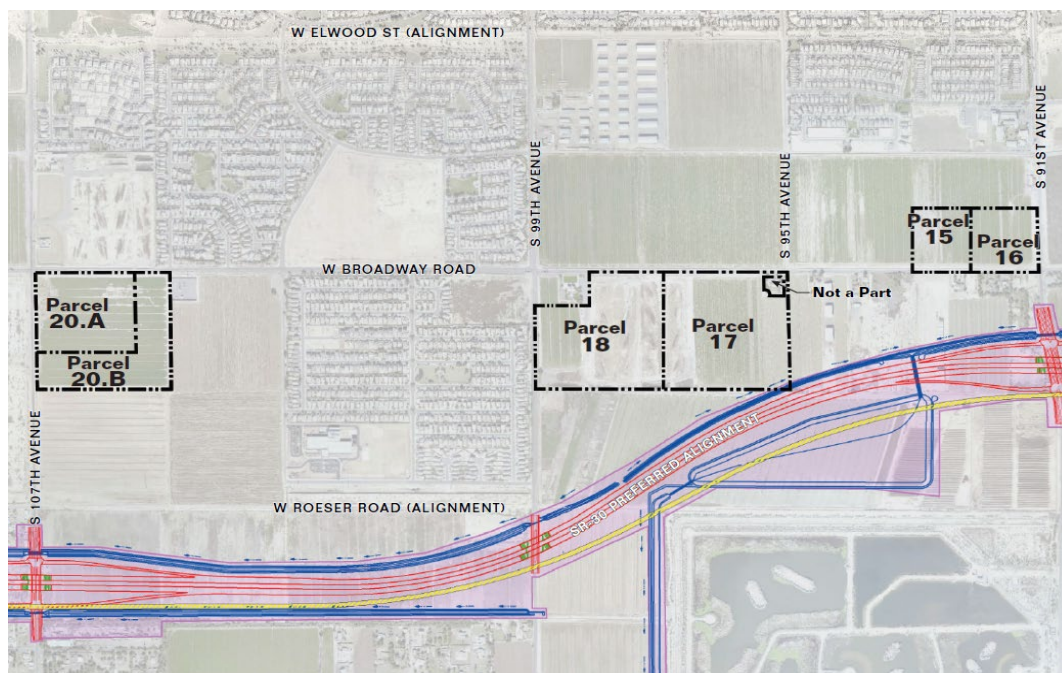 W ELWOOD ST (ALIGNMENT)
S 99TH AVENUE
S 95TH AVENUE
S 91ST AVENUE
Parcel
15
Parcel
16
W BROADWAY ROAD
Parcel
20.A
Parcel
18
Parcel
17
Not a Part
Parcel
20.B
S 107TH AVENUE
SR 30 PREFERRED ALIGNMENT
W ROESER ROAD (ALIGNMENT)